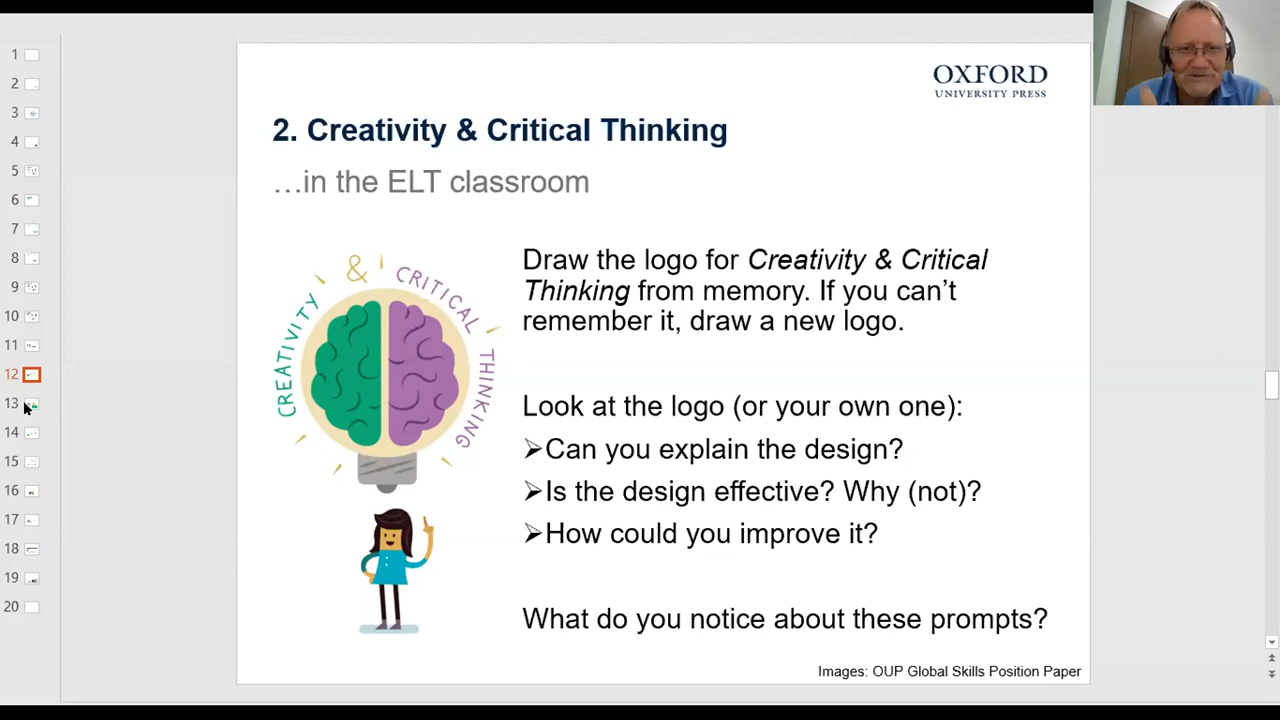 1
2
3
4
5
6
7
8
9
10
11
12
13
14
15
16
17
18
19
20
OXFORD
UNIVERSITY PRESS
2. Creativity & Critical Thinking
…in the ELT classroom
CREATIVITY & CRITICAL THINKING
Draw the logo for Creativity & Critical
Thinking from memory. If you can’t
remember it, draw a new logo.
Look at the logo (or your own one):
➢Can you explain the design?
➢Is the design effective? Why (not)?
➢How could you improve it?
What do you notice about these prompts?
Images: OUP Global Skills Position Paper